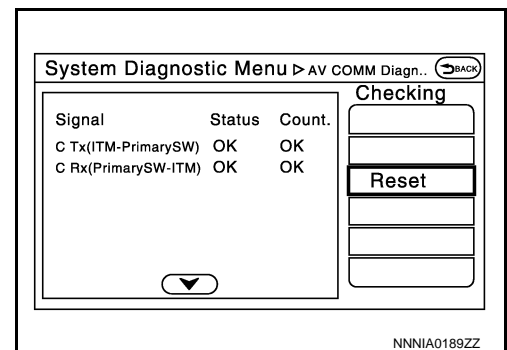 System Diagnostic Menu ▷ AV COMM Diagn.. BACK
Checking
Signal Status Count.
C Tx(ITM-PrimarySW) OK OK
C Rx(PrimarySW-ITM) OK OK
Reset
NNNIA0189ZZ